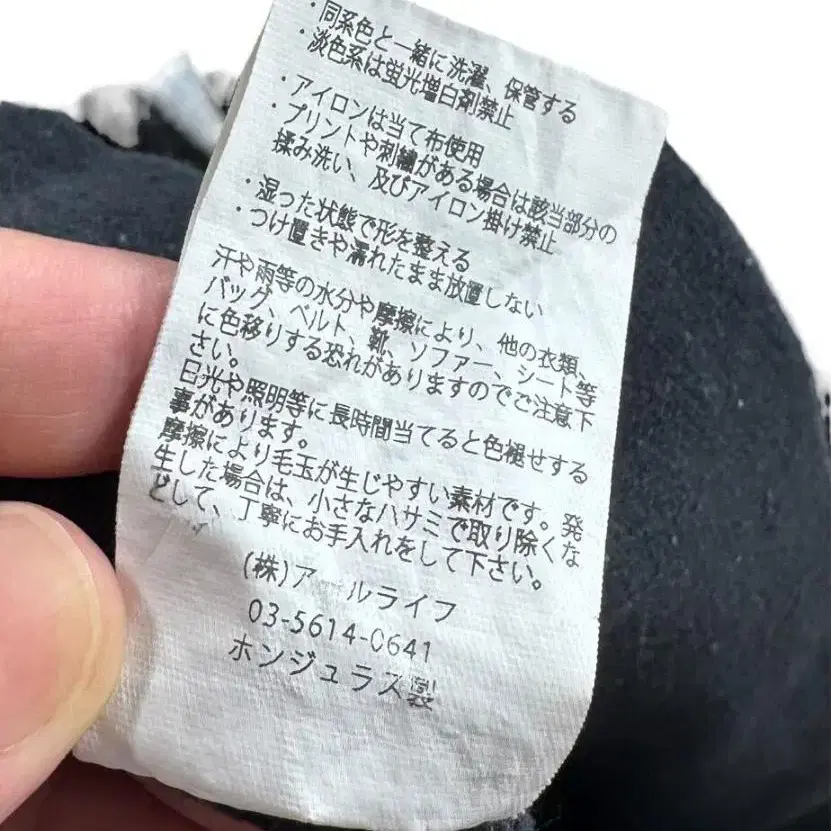 ・同系色と一緒に洗濯、保管する
・淡色系は蛍光増白剤禁止
・アイロンは当て布使用
・プリントや刺繍がある場合は該当部分の
揉み洗い、及びアイロン掛け禁止
・湿った状態で形を整える
・つけ置きや濡れたまま放置しない
汗や雨等の水分や摩擦により、他の衣類、
バッグ、ベルト、靴、ソファー、シート等
に色移りする恐れがありますのでご注意下
さい。
日光や照明等に長時間当てると色褪せする
事があります。
摩擦により毛玉が生じやすい素材です。発
生した場合は、小さなハサミで取り除くな
どして、丁寧にお手入れをして下さい。
(株)アールライフ
03-5614-0641
ホンジュラス製